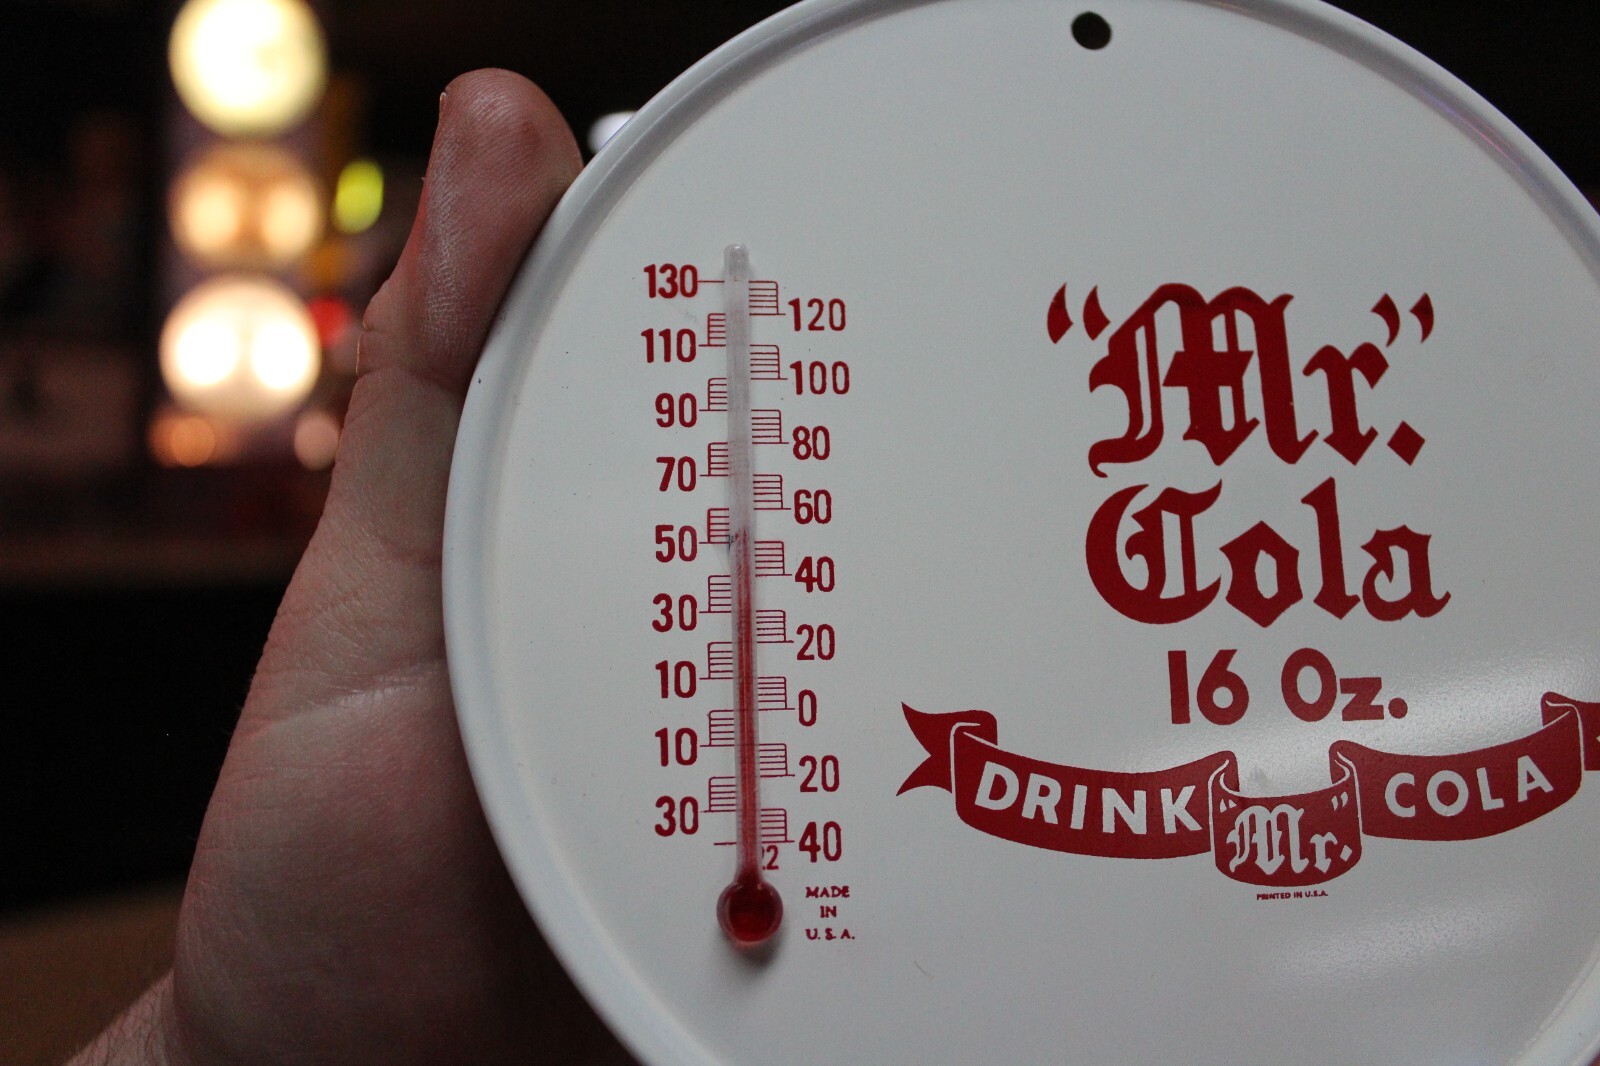 130
120
110
100
90
80
70
60
50
40
30
20
10
0
10
20
30
40
22
MADE
IN
U.S.A.
“Mr.”
Cola
16 Oz.
DRINK “Mr.” COLA
PRINTED IN U.S.A.